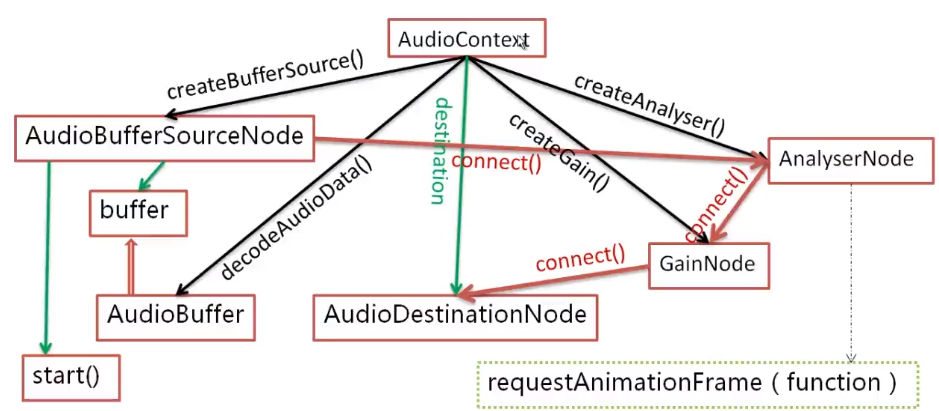 AudioContext
createBufferSource()
createAnalyser()
destination
createGain()
AudioBufferSourceNode
connect()
AnalyserNode
decodeAudioData()
connect()
buffer
connect()
GainNode
AudioBuffer
AudioDestinationNode
start()
requestAnimationFrame ( function )